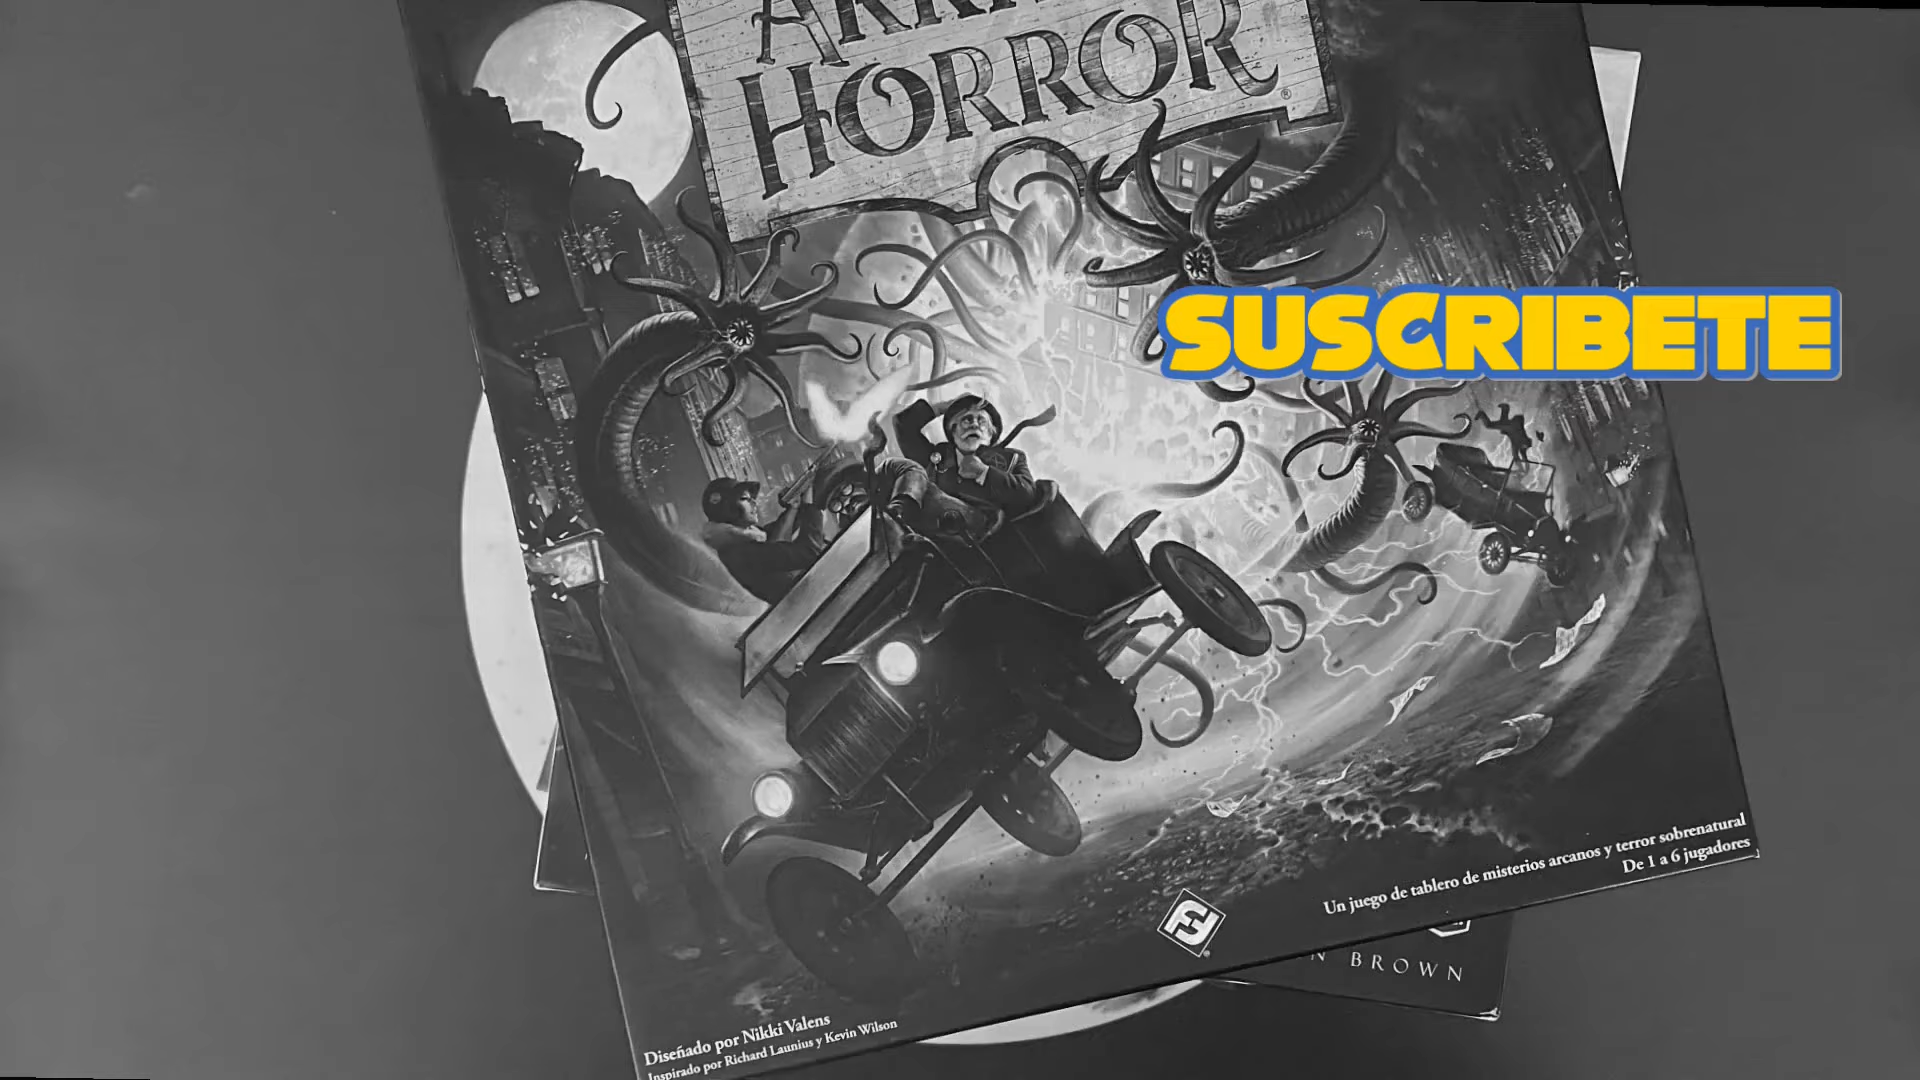 HORROR®
SUSCRIBETE
Un juego de tablero de misterios arcanos y terror sobrenatural
De 1 a 6 jugadores
BROWN
Diseñado por Nikki Valens
Inspirado por Richard Launius y Kevin Wilson